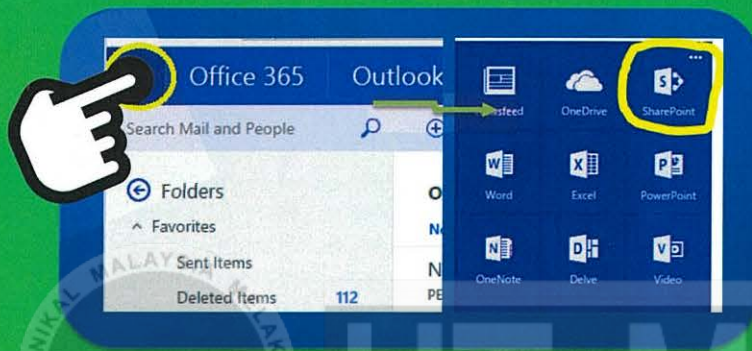 Office 365 Outlook
Search Mail and People
Folders
Favorites
Sent Items
Deleted Items 112
OneDrive SharePoint
Word Excel PowerPoint
OneNote Delve Video
MALAYSIA